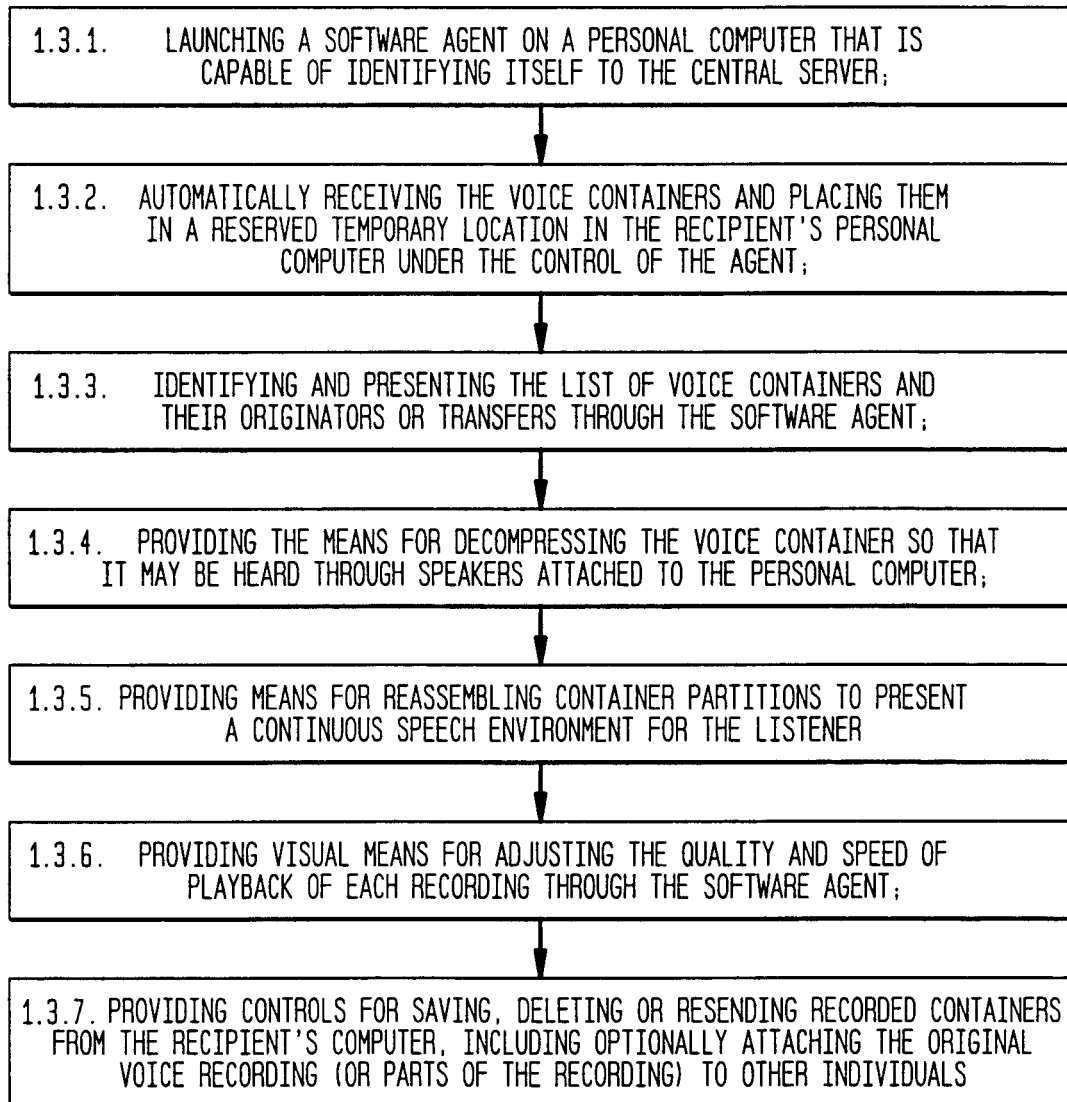 1.3.1. LAUNCHING A SOFTWARE AGENT ON A PERSONAL COMPUTER THAT IS
CAPABLE OF IDENTIFYING ITSELF TO THE CENTRAL SERVER;
1.3.2. AUTOMATICALLY RECEIVING THE VOICE CONTAINERS AND PLACING THEM
IN A RESERVED TEMPORARY LOCATION IN THE RECIPIENT'S PERSONAL
COMPUTER UNDER THE CONTROL OF THE AGENT;
1.3.3. IDENTIFYING AND PRESENTING THE LIST OF VOICE CONTAINERS AND
THEIR ORIGINATORS OR TRANSFERS THROUGH THE SOFTWARE AGENT;
1.3.4. PROVIDING THE MEANS FOR DECOMPRESSING THE VOICE CONTAINER SO THAT
IT MAY BE HEARD THROUGH SPEAKERS ATTACHED TO THE PERSONAL COMPUTER;
1.3.5. PROVIDING MEANS FOR REASSEMBLING CONTAINER PARTITIONS TO PRESENT
A CONTINUOUS SPEECH ENVIRONMENT FOR THE LISTENER
1.3.6. PROVIDING VISUAL MEANS FOR ADJUSTING THE QUALITY AND SPEED OF
PLAYBACK OF EACH RECORDING THROUGH THE SOFTWARE AGENT;
1.3.7. PROVIDING CONTROLS FOR SAVING, DELETING OR RESENDING RECORDED CONTAINERS
FROM THE RECIPIENT'S COMPUTER, INCLUDING OPTIONALLY ATTACHING THE ORIGINAL
VOICE RECORDING (OR PARTS OF THE RECORDING) TO OTHER INDIVIDUALS